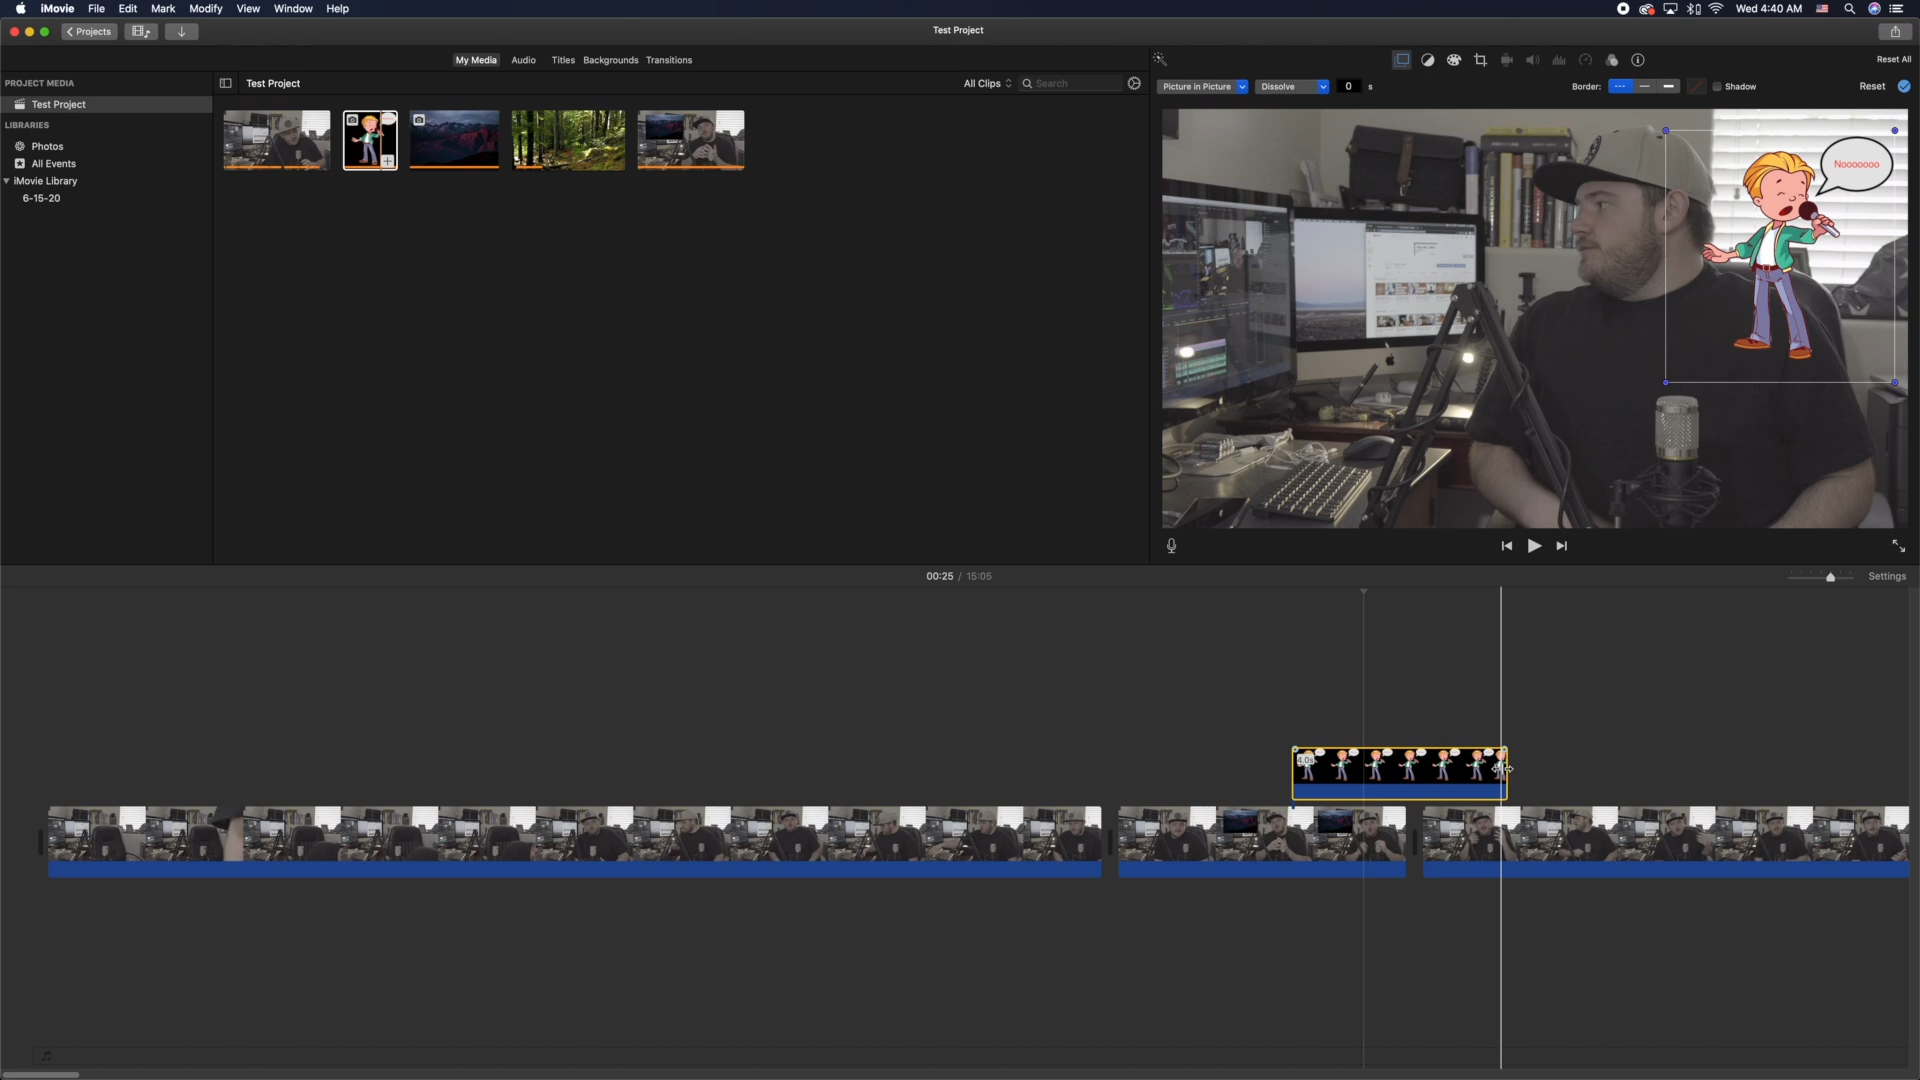 iMovie File Edit Mark Modify View Window Help
Wed 4:40 AM
Projects
Test Project
My Media Audio Titles Backgrounds Transitions
Reset All
PROJECT MEDIA
Test Project
All Clips
Search
Picture in Picture
Dissolve
0 s
Border:
Shadow
Reset
Test Project
LIBRARIES
Photos
All Events
iMovie Library
6-15-20
Nooooooo
00:25 / 15:05
Settings
4.0s